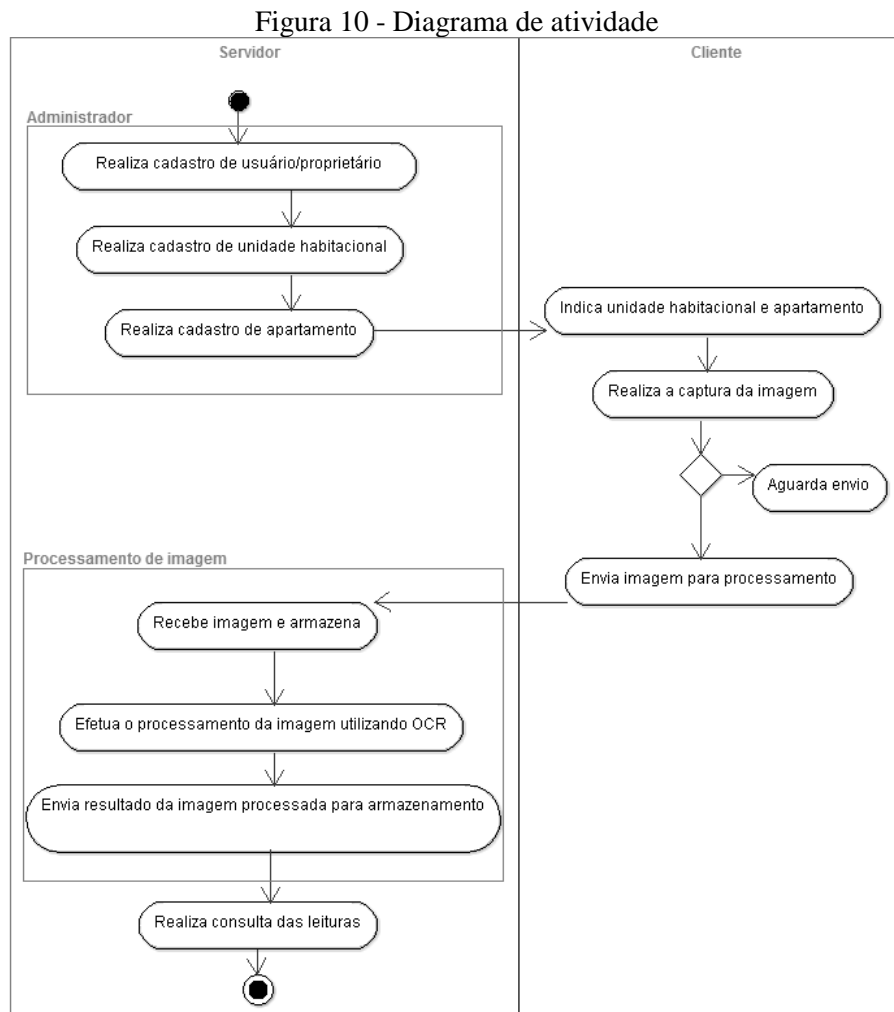 Figura 10 - Diagrama de atividade
Servidor
Cliente
Administrador
Realiza cadastro de usuário/proprietário
Realiza cadastro de unidade habitacional
Realiza cadastro de apartamento
Indica unidade habitacional e apartamento
Realiza a captura da imagem
Aguarda envio
Envia imagem para processamento
Processamento de imagem
Recebe imagem e armazena
Efetua o processamento da imagem utilizando OCR
Envia resultado da imagem processada para armazenamento
Realiza consulta das leituras